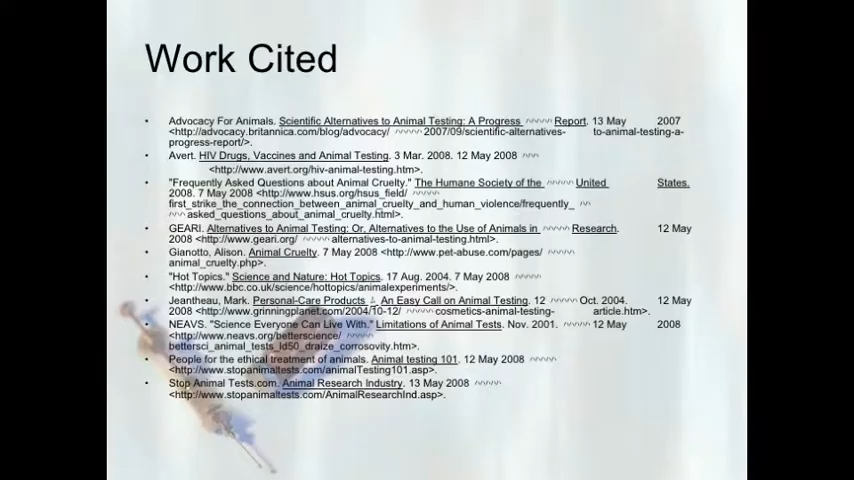 Work Cited
• Advocacy For Animals. Scientific Alternatives to Animal Testing: A Progress Report. 13 May 2007
<http://advocacy.britannica.com/blog/advocacy/ 2007/09/scientific-alternatives- to-animal-testing-a-
progress-report/>.
• Avert. HIV Drugs, Vaccines and Animal Testing. 3 Mar. 2008. 12 May 2008
<http://www.avert.org/hiv-animal-testing.htm>.
• "Frequently Asked Questions about Animal Cruelty." The Humane Society of the United States.
2008. 7 May 2008 <http://www.hsus.org/hsus_field/
first_strike_the_connection_between_animal_cruelty_and_human_violence/frequently_
asked_questions_about_animal_cruelty.html>.
• GEARI. Alternatives to Animal Testing: Or, Alternatives to the Use of Animals in Research. 12 May
2008 <http://www.geari.org/ alternatives-to-animal-testing.html>.
• Gianotto, Alison. Animal Cruelty. 7 May 2008 <http://www.pet-abuse.com/pages/
animal_cruelty.php>.
• "Hot Topics." Science and Nature: Hot Topics. 17 Aug. 2004. 7 May 2008
<http://www.bbc.co.uk/science/hottopics/animalexperiments/>.
• Jeantheau, Mark. Personal-Care Products An Easy Call on Animal Testing. 12 Oct. 2004. 12 May
2008 <http://www.grinningplanet.com/2004/10-12/ cosmetics-animal-testing- article.htm>.
• NEAVS. "Science Everyone Can Live With." Limitations of Animal Tests. Nov. 2001. 12 May 2008
<http://www.neavs.org/betterscience/
bettersci_animal_tests_ld50_draize_corrosovity.htm>.
• People for the ethical treatment of animals. Animal testing 101. 12 May 2008
<http://www.stopanimaltests.com/animalTesting101.asp>.
• Stop Animal Tests.com. Animal Research Industry. 13 May 2008
<http://www.stopanimaltests.com/AnimalResearchInd.asp>.